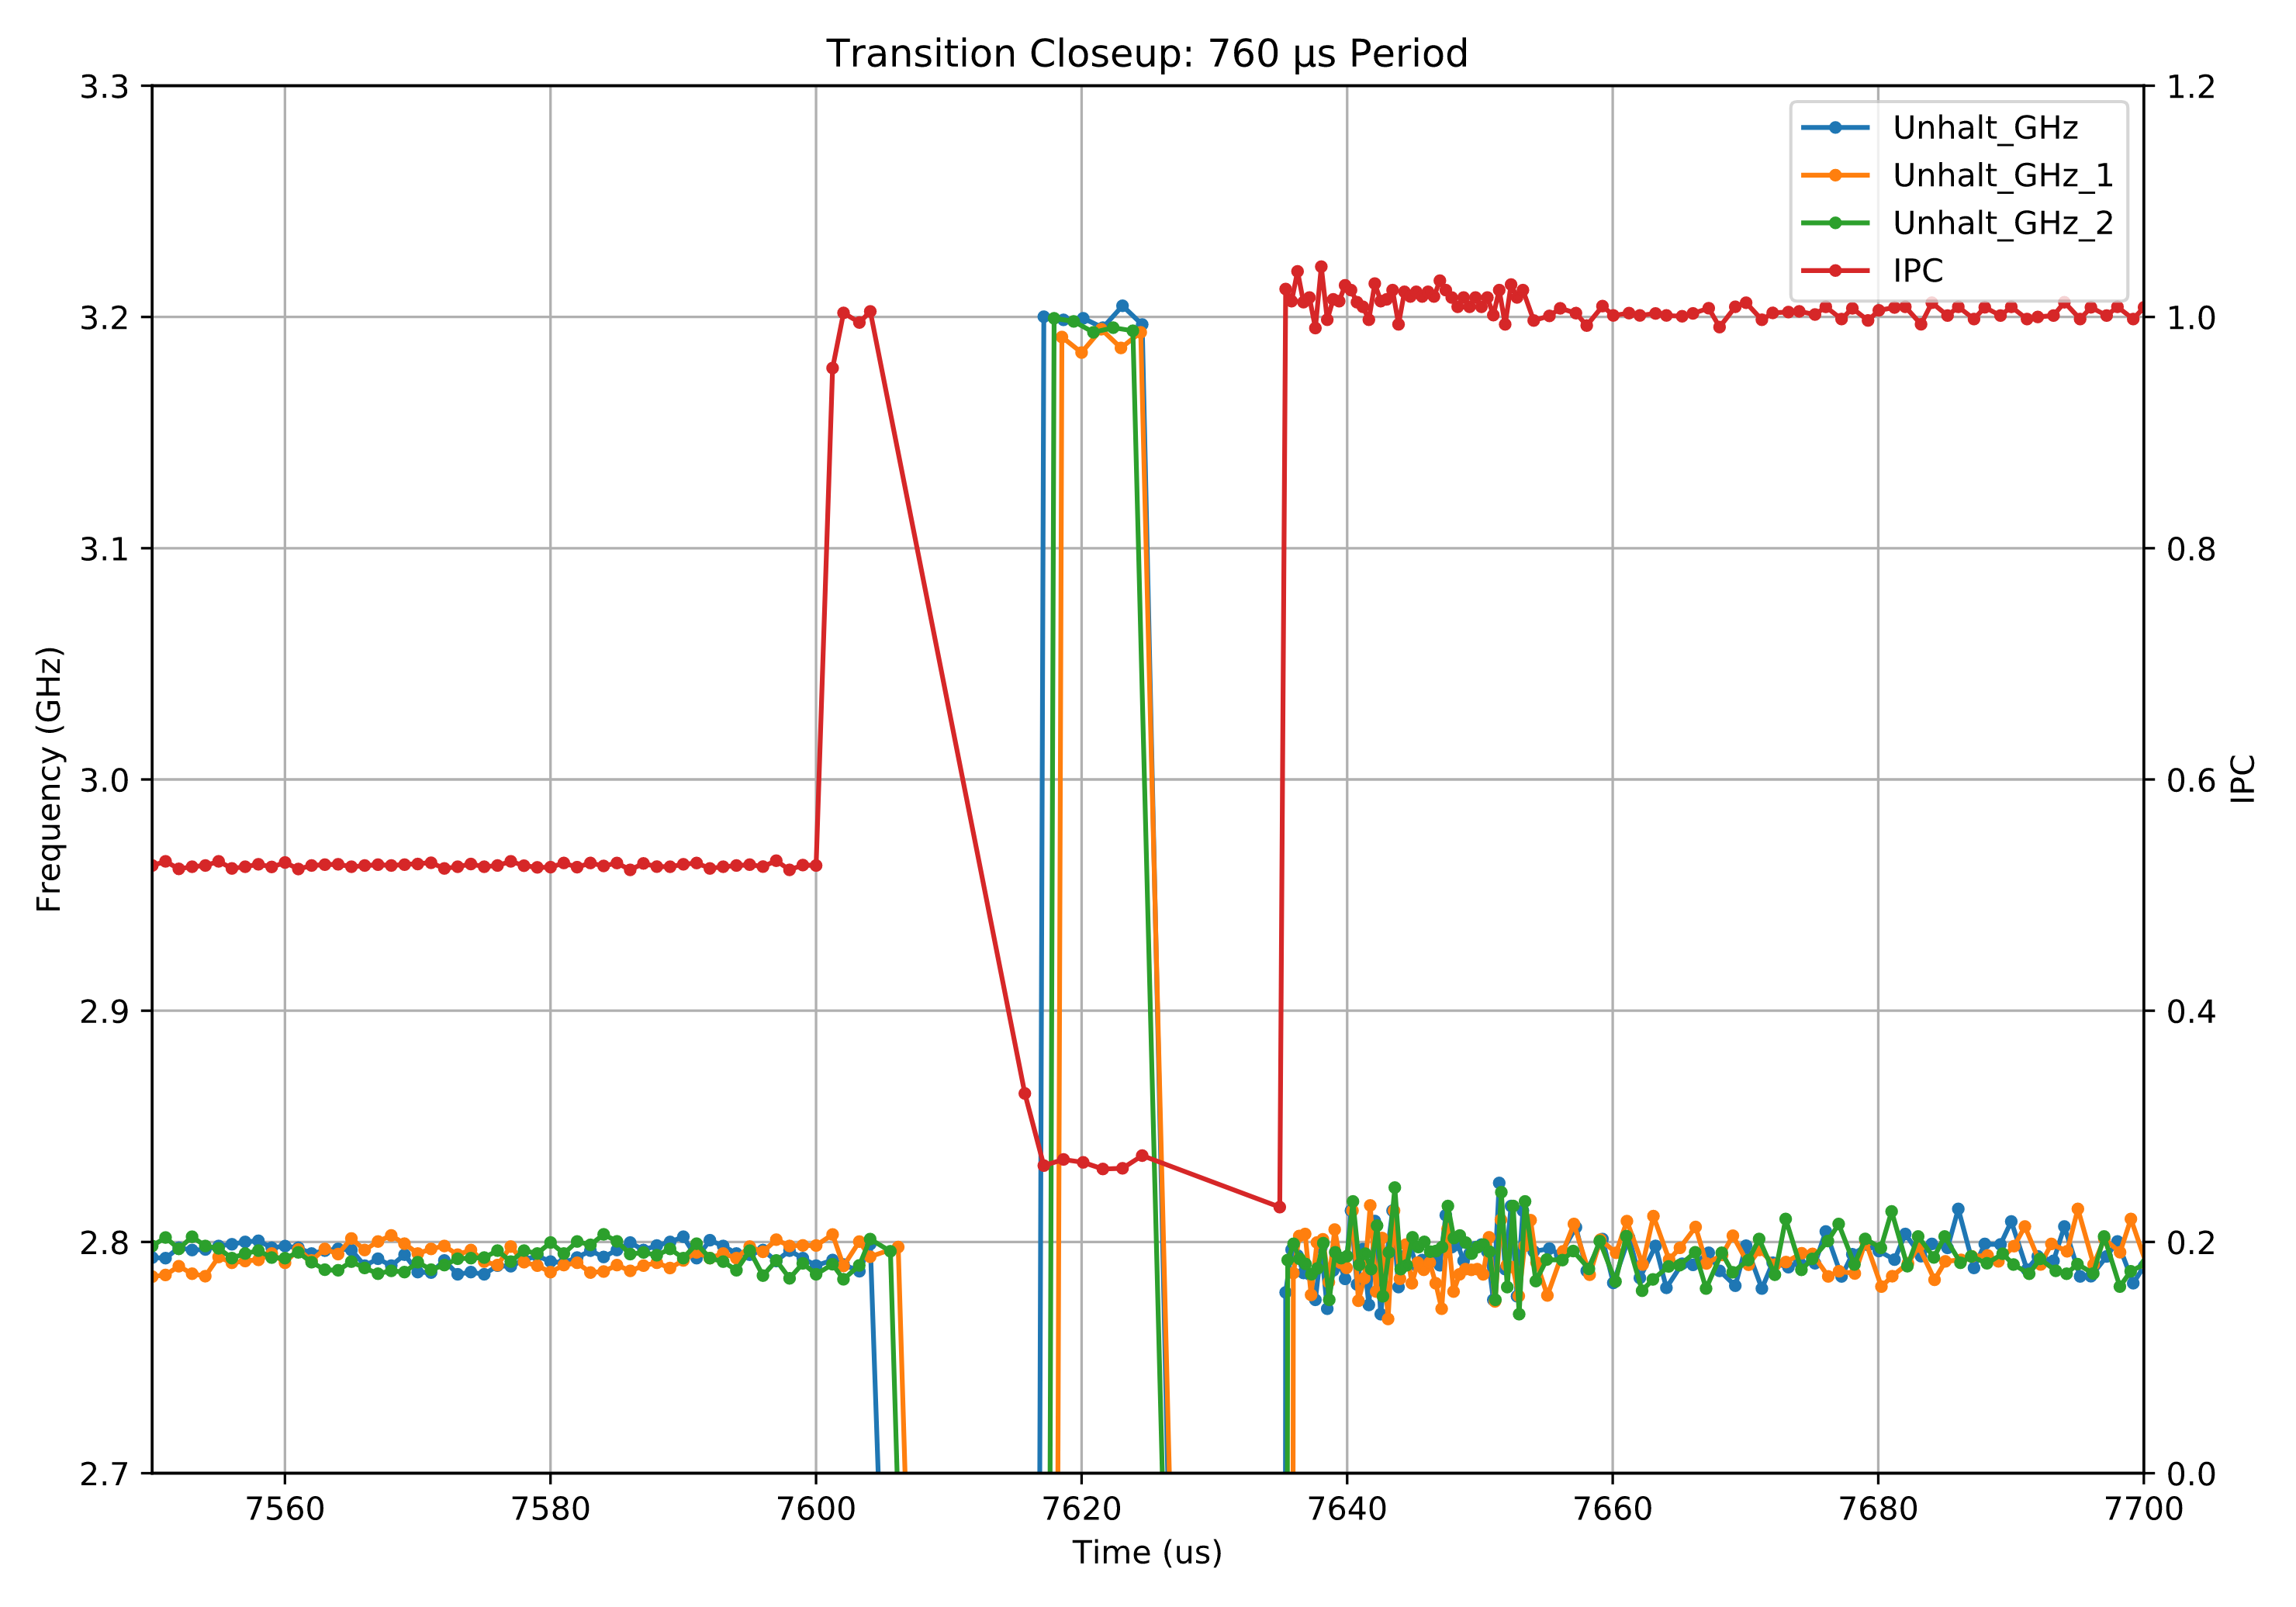 Transition Closeup: 760 µs Period
3.3
3.2
3.1
3.0
2.9
2.8
2.7
Frequency (GHz)
1.2
1.0
0.8
0.6
0.4
0.2
0.0
IPC
Unhalt_GHz
Unhalt_GHz_1
Unhalt_GHz_2
IPC
7560 7580 7600 7620 7640 7660 7680 7700
Time (us)